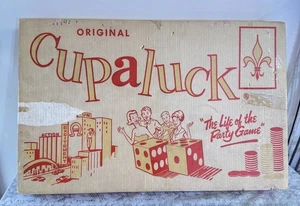 ORIGINAL
Cupaluck
"The Life of the
Party Game"